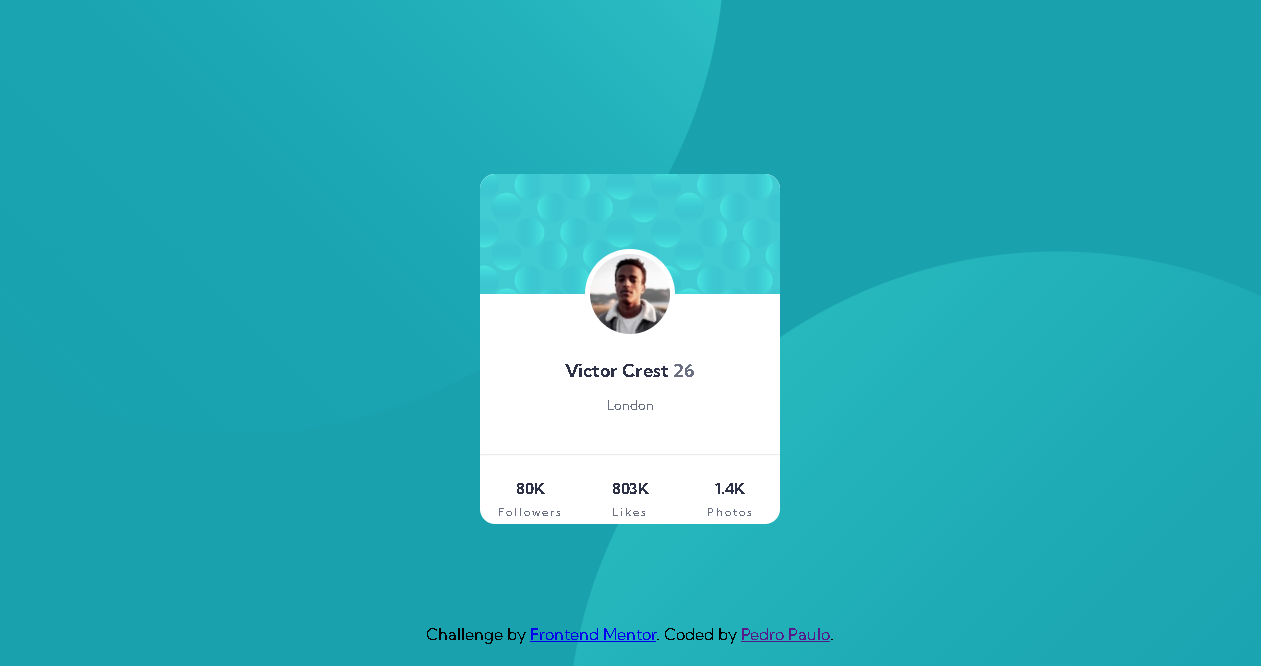 Victor Crest 26
London
80K 803K 1.4K
Followers Likes Photos
Challenge by Frontend Mentor. Coded by Pedro Paulo.